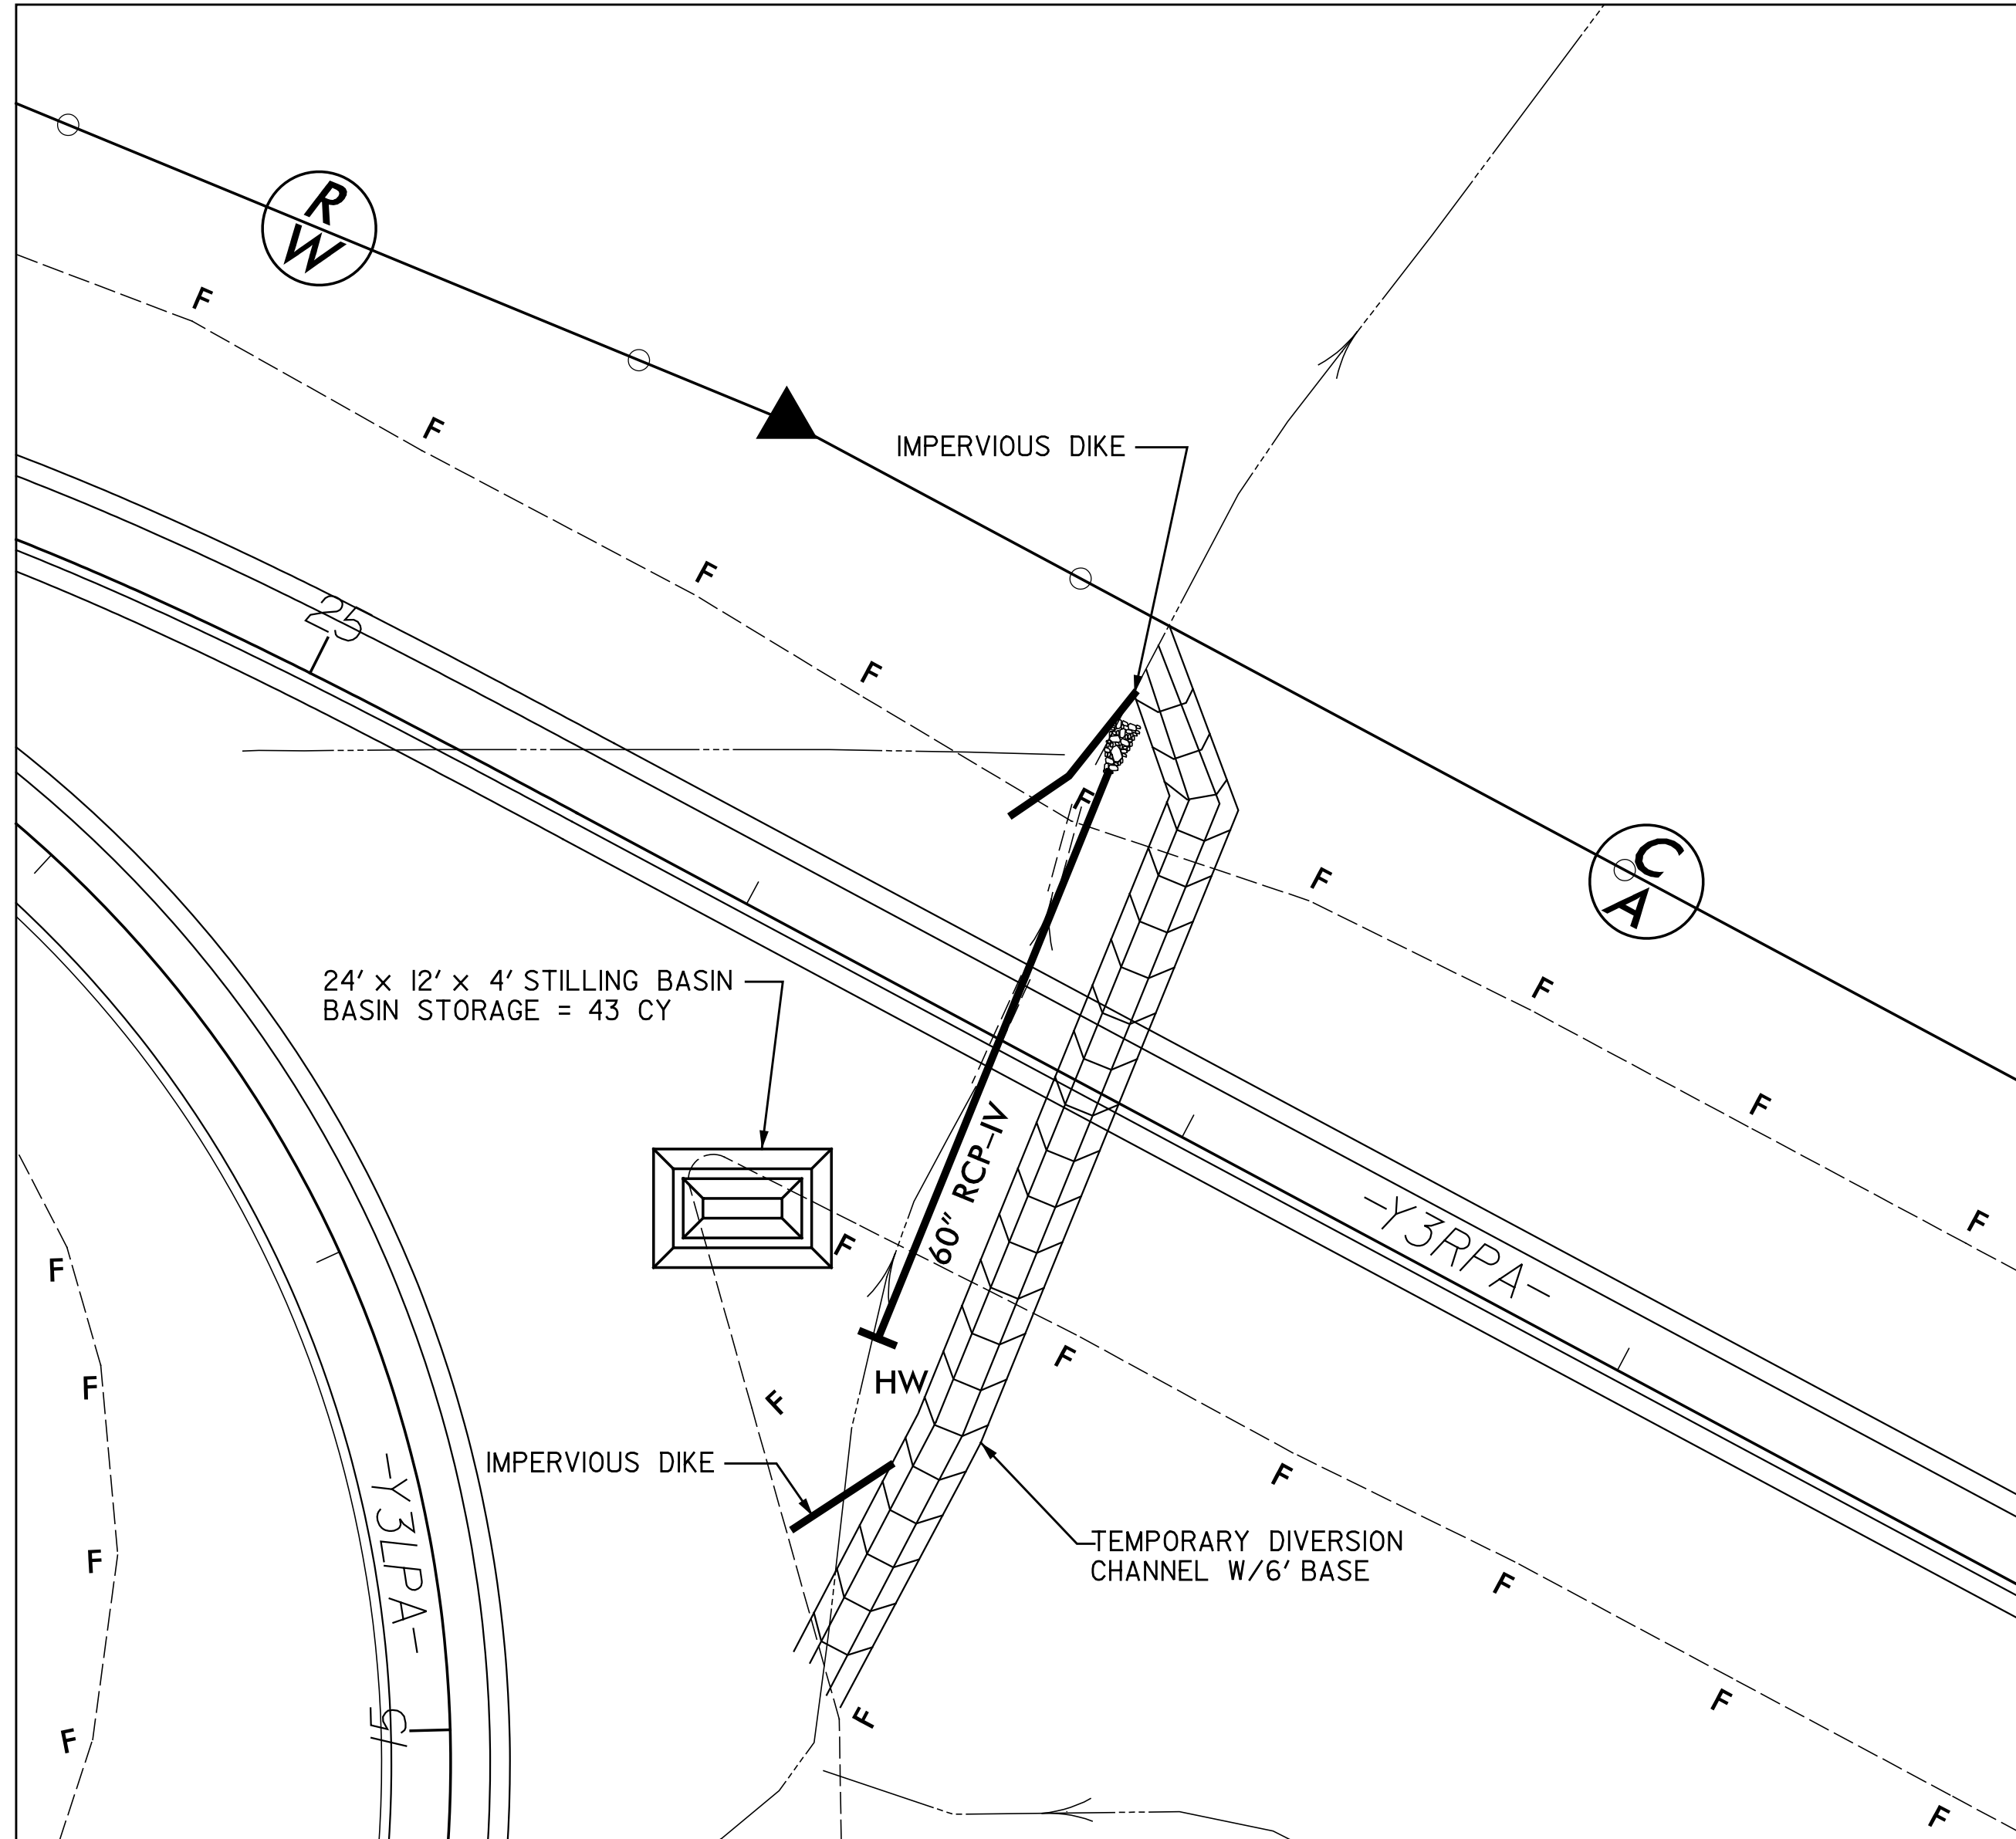 R
W
F
F
IMPERVIOUS DIKE
F
25
F
F
C
A
F
F
24' x 12' x 4' STILLING BASIN
BASIN STORAGE = 43 CY
F
60" RCP-IV
-Y3RPA-
F
F
F
F
HW
F
F
F
IMPERVIOUS DIKE
F
-Y3LPA-
TEMPORARY DIVERSION
CHANNEL W/6' BASE
F
F
F
F
F
15
F